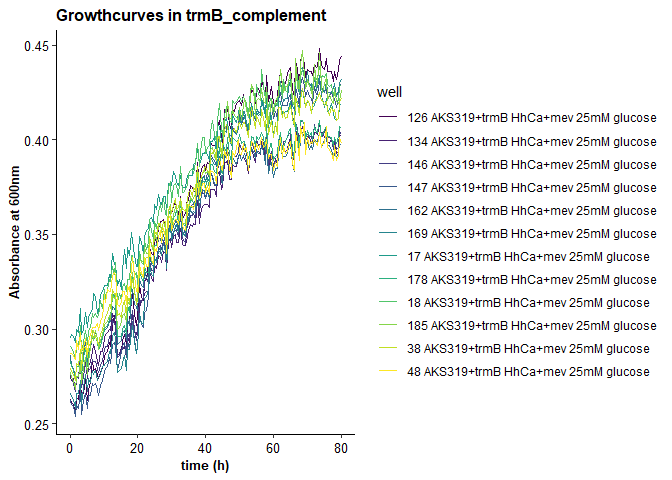 Growthcurves in trmB_complement
Absorbance at 600nm
0.45
0.40
0.35
0.30
0.25
0
20
40
60
80
time (h)
well
126 AKS319+trmB HhCa+mev 25mM glucose
134 AKS319+trmB HhCa+mev 25mM glucose
146 AKS319+trmB HhCa+mev 25mM glucose
147 AKS319+trmB HhCa+mev 25mM glucose
162 AKS319+trmB HhCa+mev 25mM glucose
169 AKS319+trmB HhCa+mev 25mM glucose
17 AKS319+trmB HhCa+mev 25mM glucose
178 AKS319+trmB HhCa+mev 25mM glucose
18 AKS319+trmB HhCa+mev 25mM glucose
185 AKS319+trmB HhCa+mev 25mM glucose
38 AKS319+trmB HhCa+mev 25mM glucose
48 AKS319+trmB HhCa+mev 25mM glucose